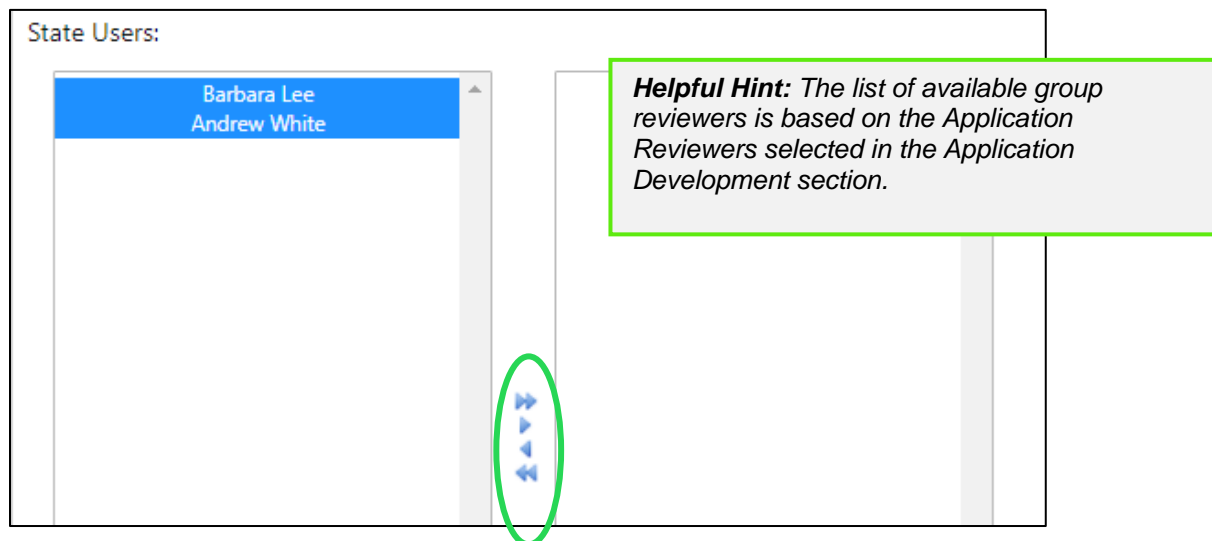 State Users:
Barbara Lee
Andrew White
Helpful Hint: The list of available group
reviewers is based on the Application
Reviewers selected in the Application
Development section.